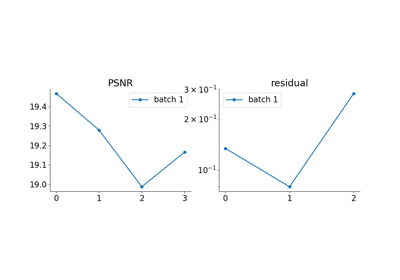 PSNR
batch 1
19.4
19.3
19.2
19.1
19.0
0 1 2 3
residual
batch 1
3 × 10⁻¹
2 × 10⁻¹
10⁻¹
0 1 2